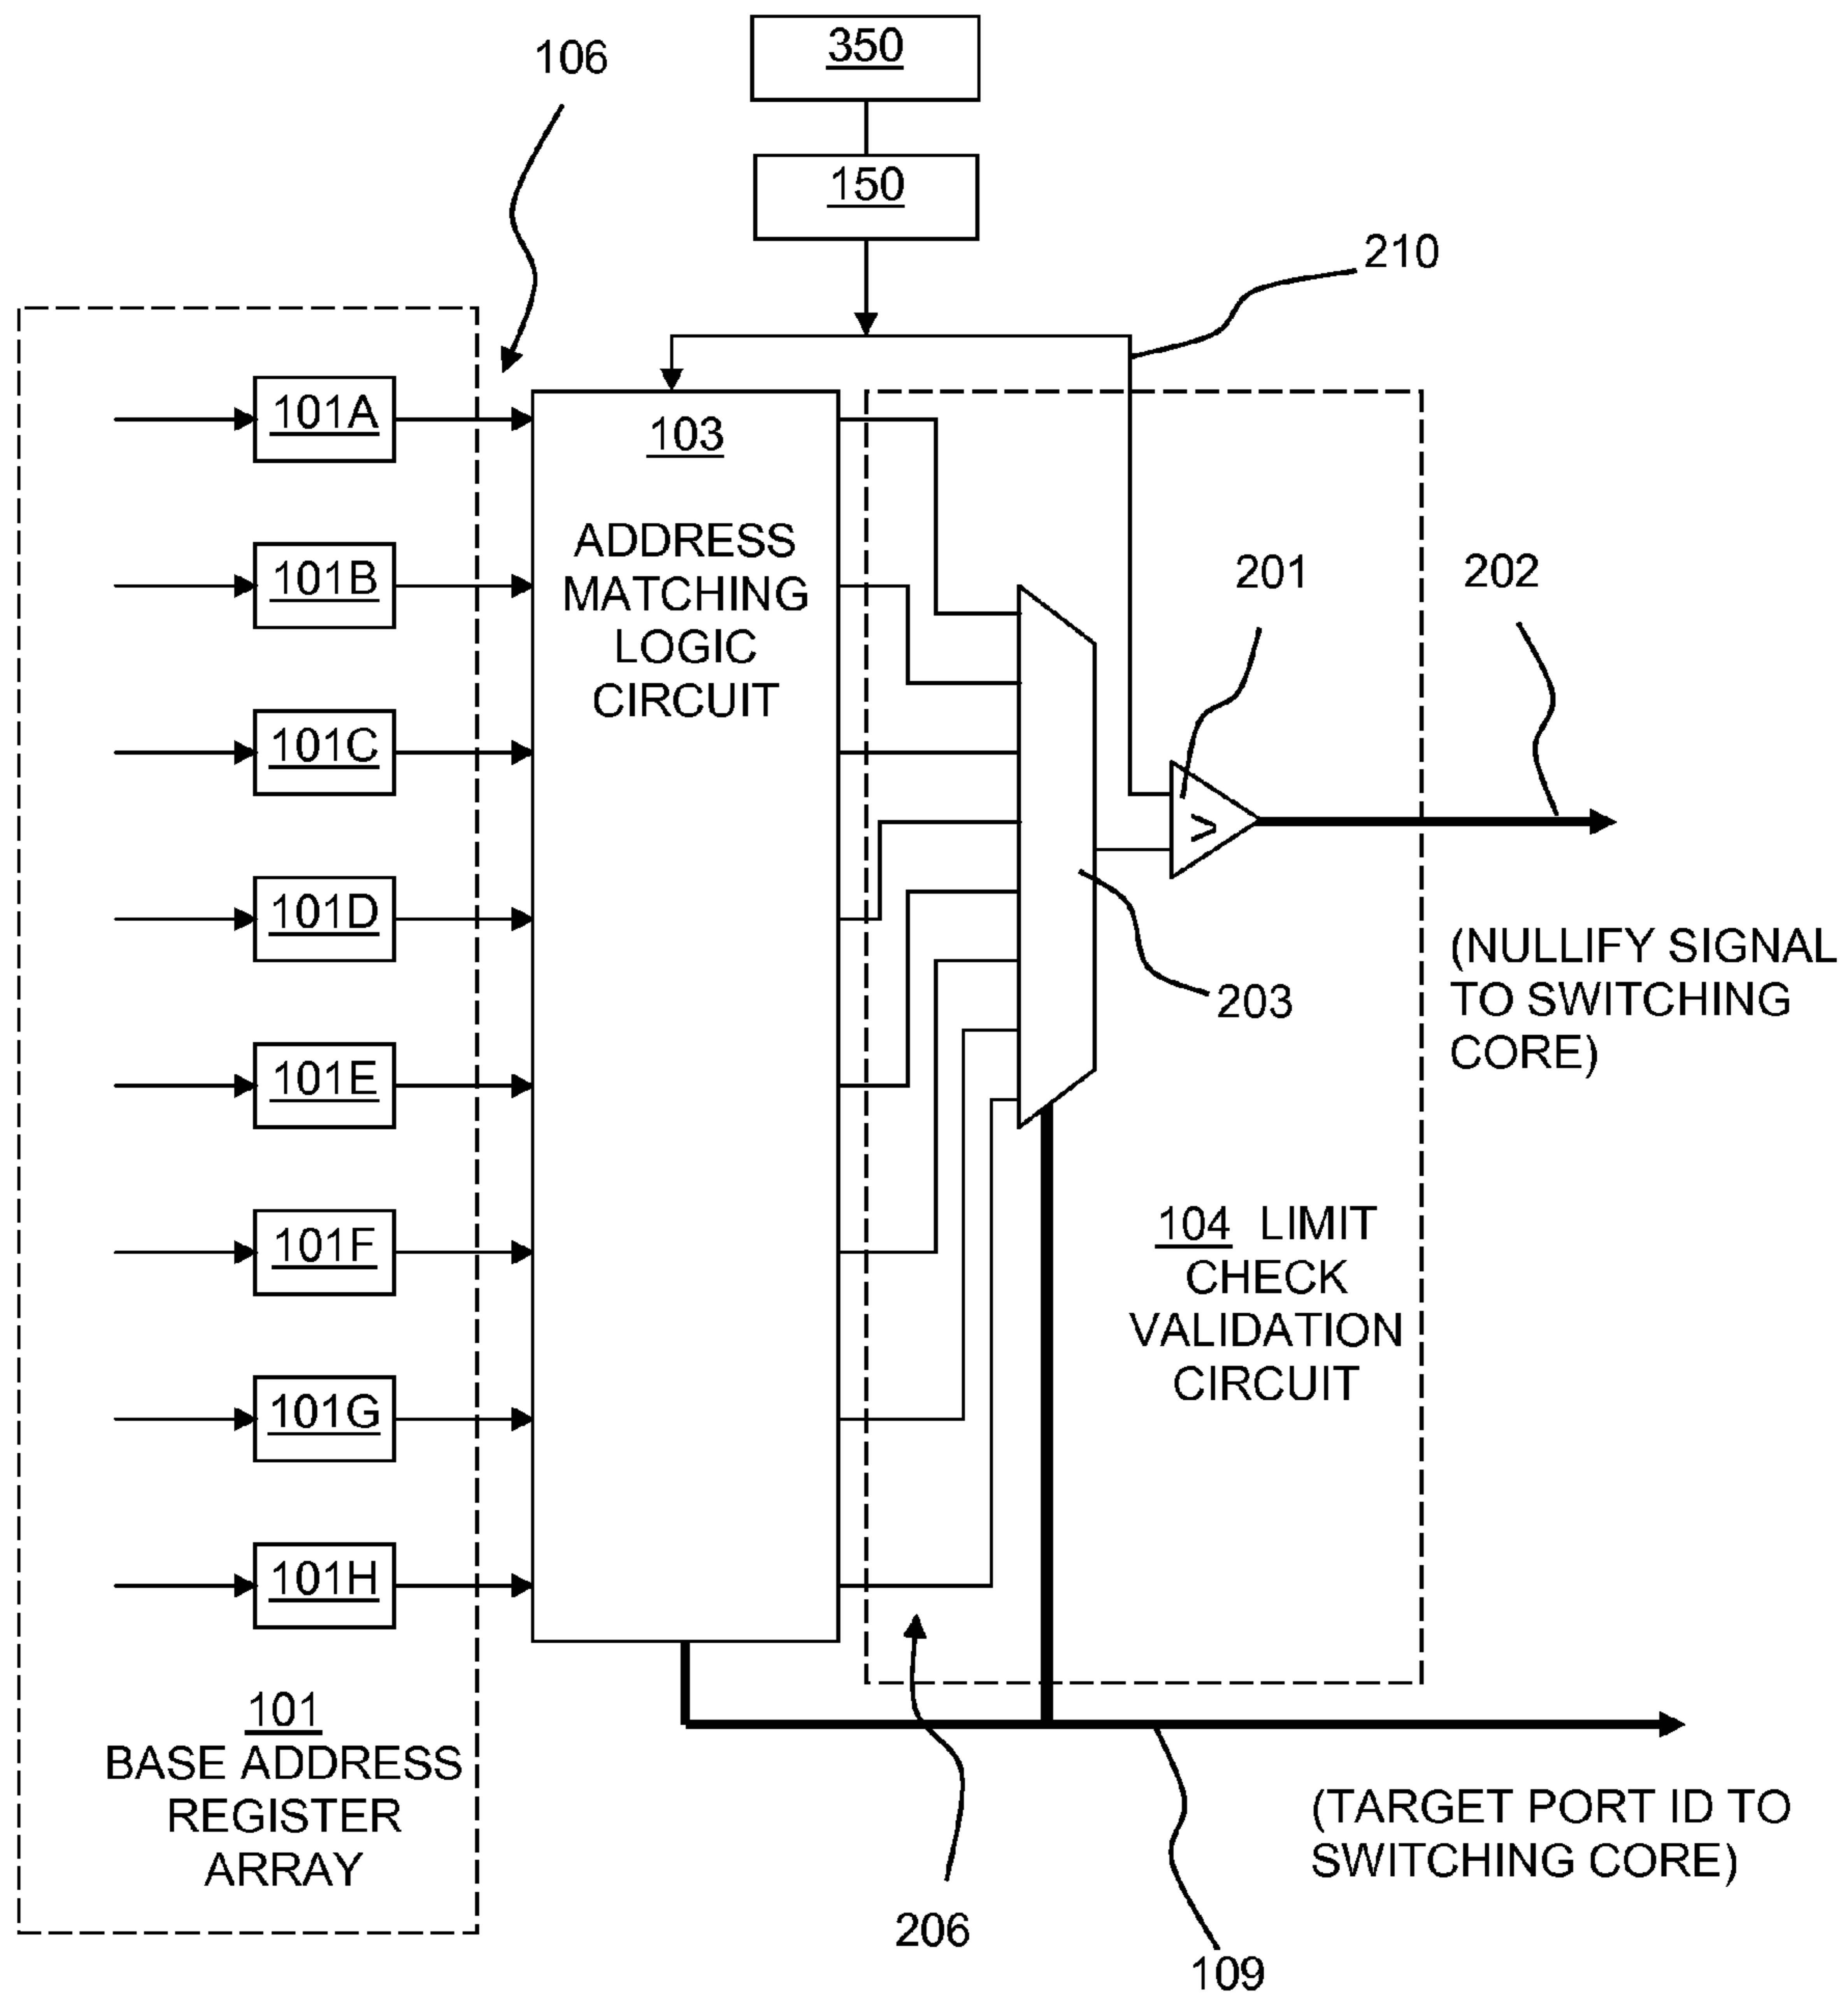 350
106
150
210
101A
103
101B
ADDRESS
MATCHING
LOGIC
CIRCUIT
201
202
101C
>
101D
(NULLIFY SIGNAL
TO SWITCHING
CORE)
203
101E
101F
104 LIMIT
CHECK
VALIDATION
CIRCUIT
101G
101H
101
BASE ADDRESS
REGISTER
ARRAY
(TARGET PORT ID TO
SWITCHING CORE)
206
109